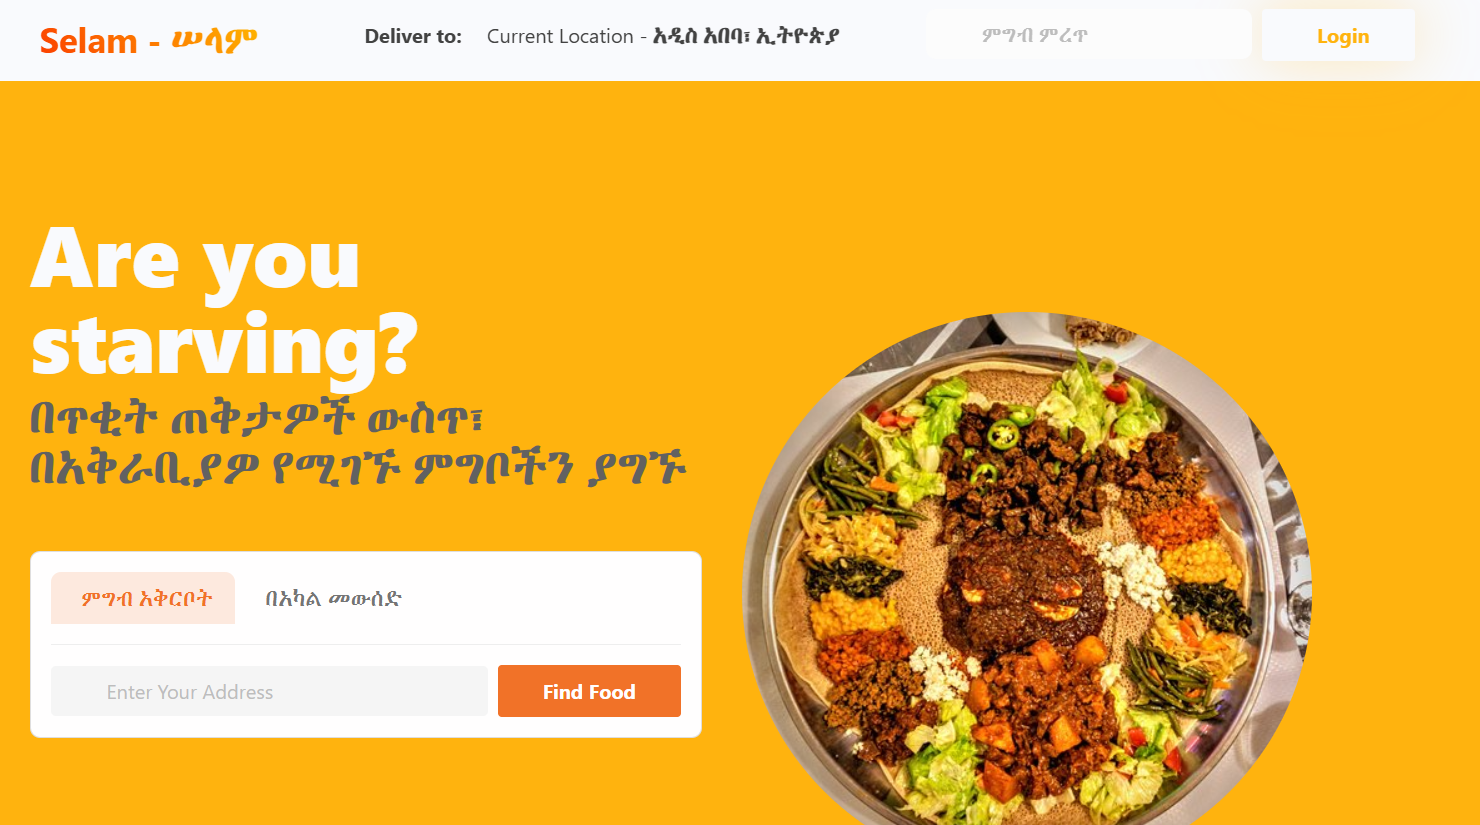 Selam - ሠላም
Deliver to: Current Location - አዲስ አበባ፣ ኢትዮጵያ
ምግብ ምረጥ
Login
Are you
starving?
በጥቂት ጠቅታዎች ውስጥ፣
በአቅራቢያዎ የሚገኙ ምግቦችን ያግኙ
ምግብ አቅርቦት
በአካል መውሰድ
Enter Your Address
Find Food